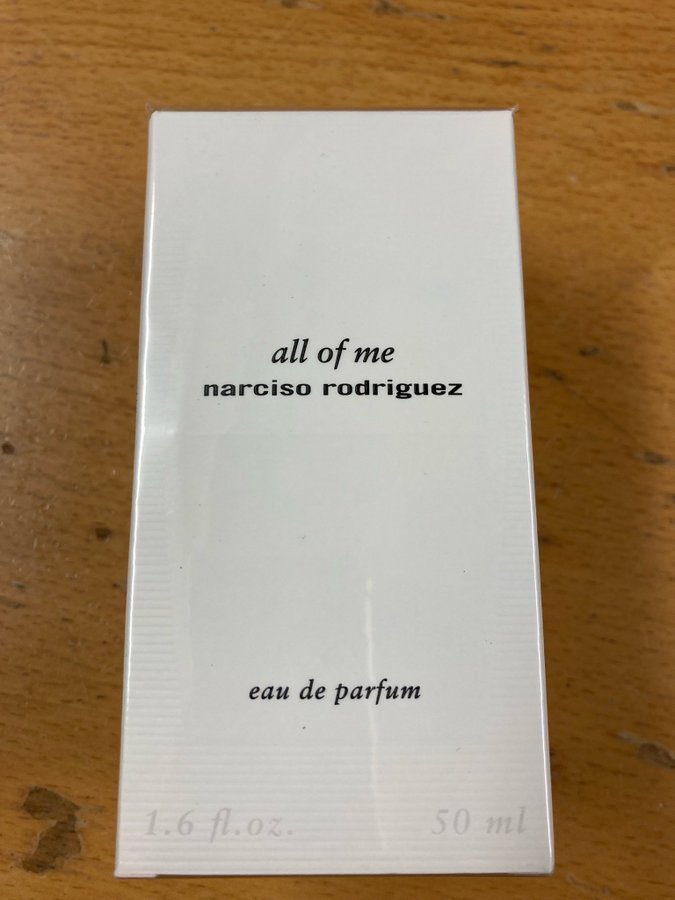 all of me
narciso rodriguez
eau de parfum
1.6 fl.oz. 50 ml